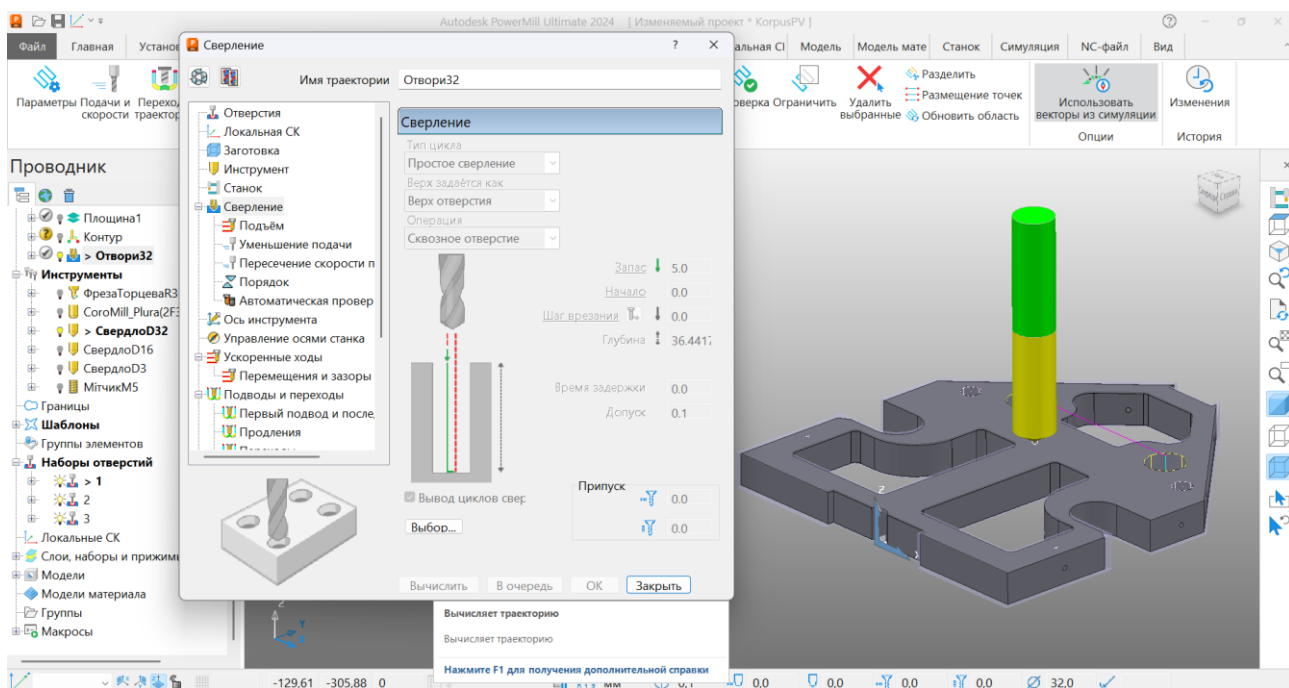 Autodesk PowerMill Ultimate 2024 [ Изменяемый проект * KorpusPV ]
Файл
Главная
Устано
альная СІ
Модель
Модель мате
Станок
Симуляция
NC-файл
Вид
Параметры
Подачи и скорости
Перехо
траектор
оверка
Ограничить
Удалить выбранные
Разделить
Размещение точек
Обновить область
Использовать векторы из симуляции
Опции
Изменения
История
Проводник
Площина1
Контур
> Отвори32
Инструменты
ФрезаТорцеваR3
CoroMill_Plura(2F3
> СвердлоD32
СвердлоD16
СвердлоD3
МітчикM5
Границы
Шаблоны
Группы элементов
Наборы отверстий
> 1
2
3
Локальные СК
Слои, наборы и прижимы
Модели
Модели материала
Группы
Макросы
Сверление
? ×
Имя траектории Отвори32
Отверстия
Локальная СК
Заготовка
Инструмент
Станок
Сверление
Подъём
Уменьшение подачи
Пересечение скорости п
Порядок
Автоматическая провер
Ось инструмента
Управление осями станка
Ускоренные ходы
Перемещения и зазоры
Подводы и переходы
Первый подвод и после,
Продления
Сверление
Тип цикла
Простое сверление
Верх задаётся как
Верх отверстия
Операция
Сквозное отверстие
Запас 5.0
Начало 0.0
Шаг врезания 0.0
Глубина 36.4417
Время задержки 0.0
Допуск 0.1
Припуск
0.0
0.0
Вывод циклов свер
Выбор...
Вычислить
В очередь
ОК
Закрыть
Вычисляет траекторию
Вычисляет траекторию
Нажмите F1 для получения дополнительной справки
Z
X
Z
Y
-129.61 -305.88 0
мм
0,1
0,0
0,0
0,0
0,0
32.0